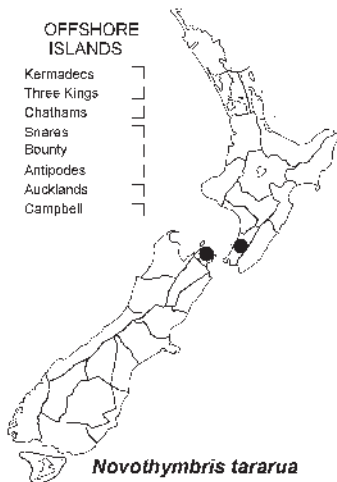 OFFSHORE
ISLANDS
Kermadecs
Three Kings
Chathams
Snares
Bounty
Antipodes
Aucklands
Campbell
Novothymbris tararua